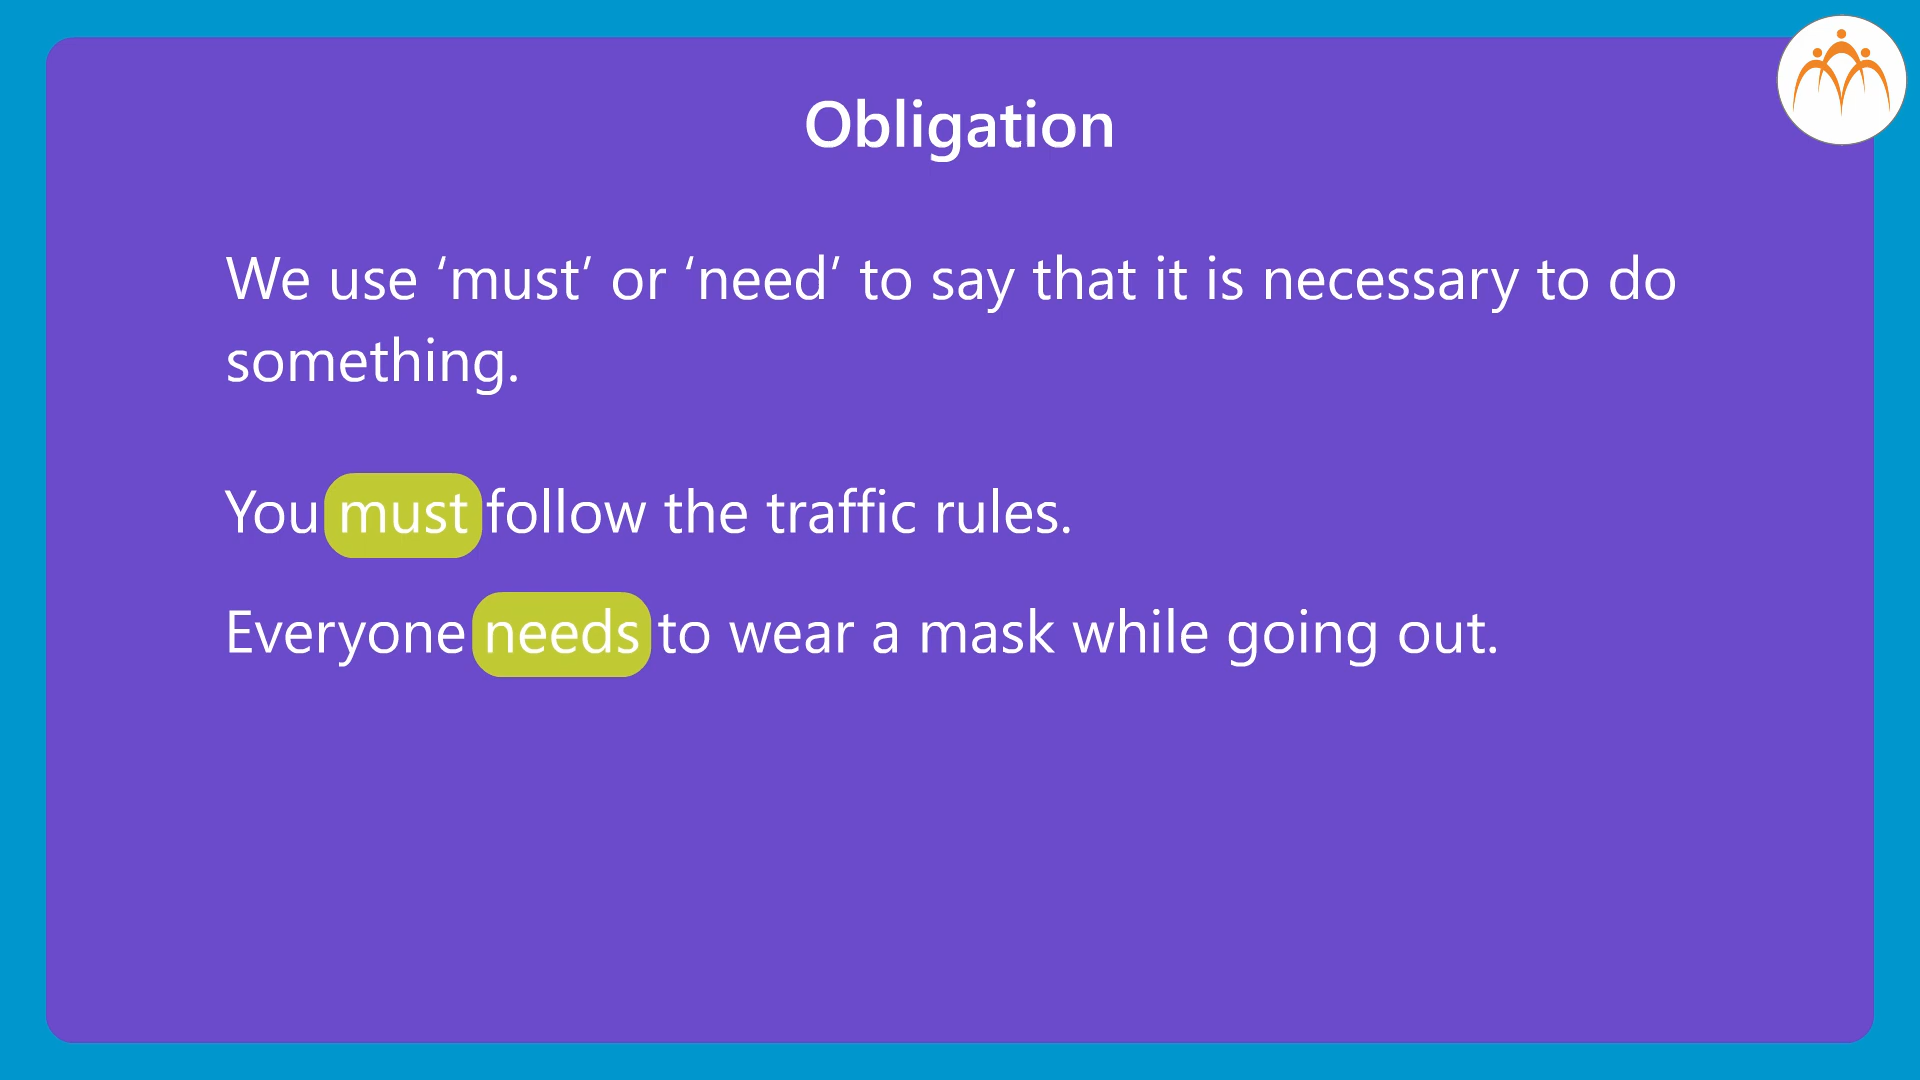 Obligation
We use ‘must’ or ‘need’ to say that it is necessary to do
something.
You must follow the traffic rules.
Everyone needs to wear a mask while going out.